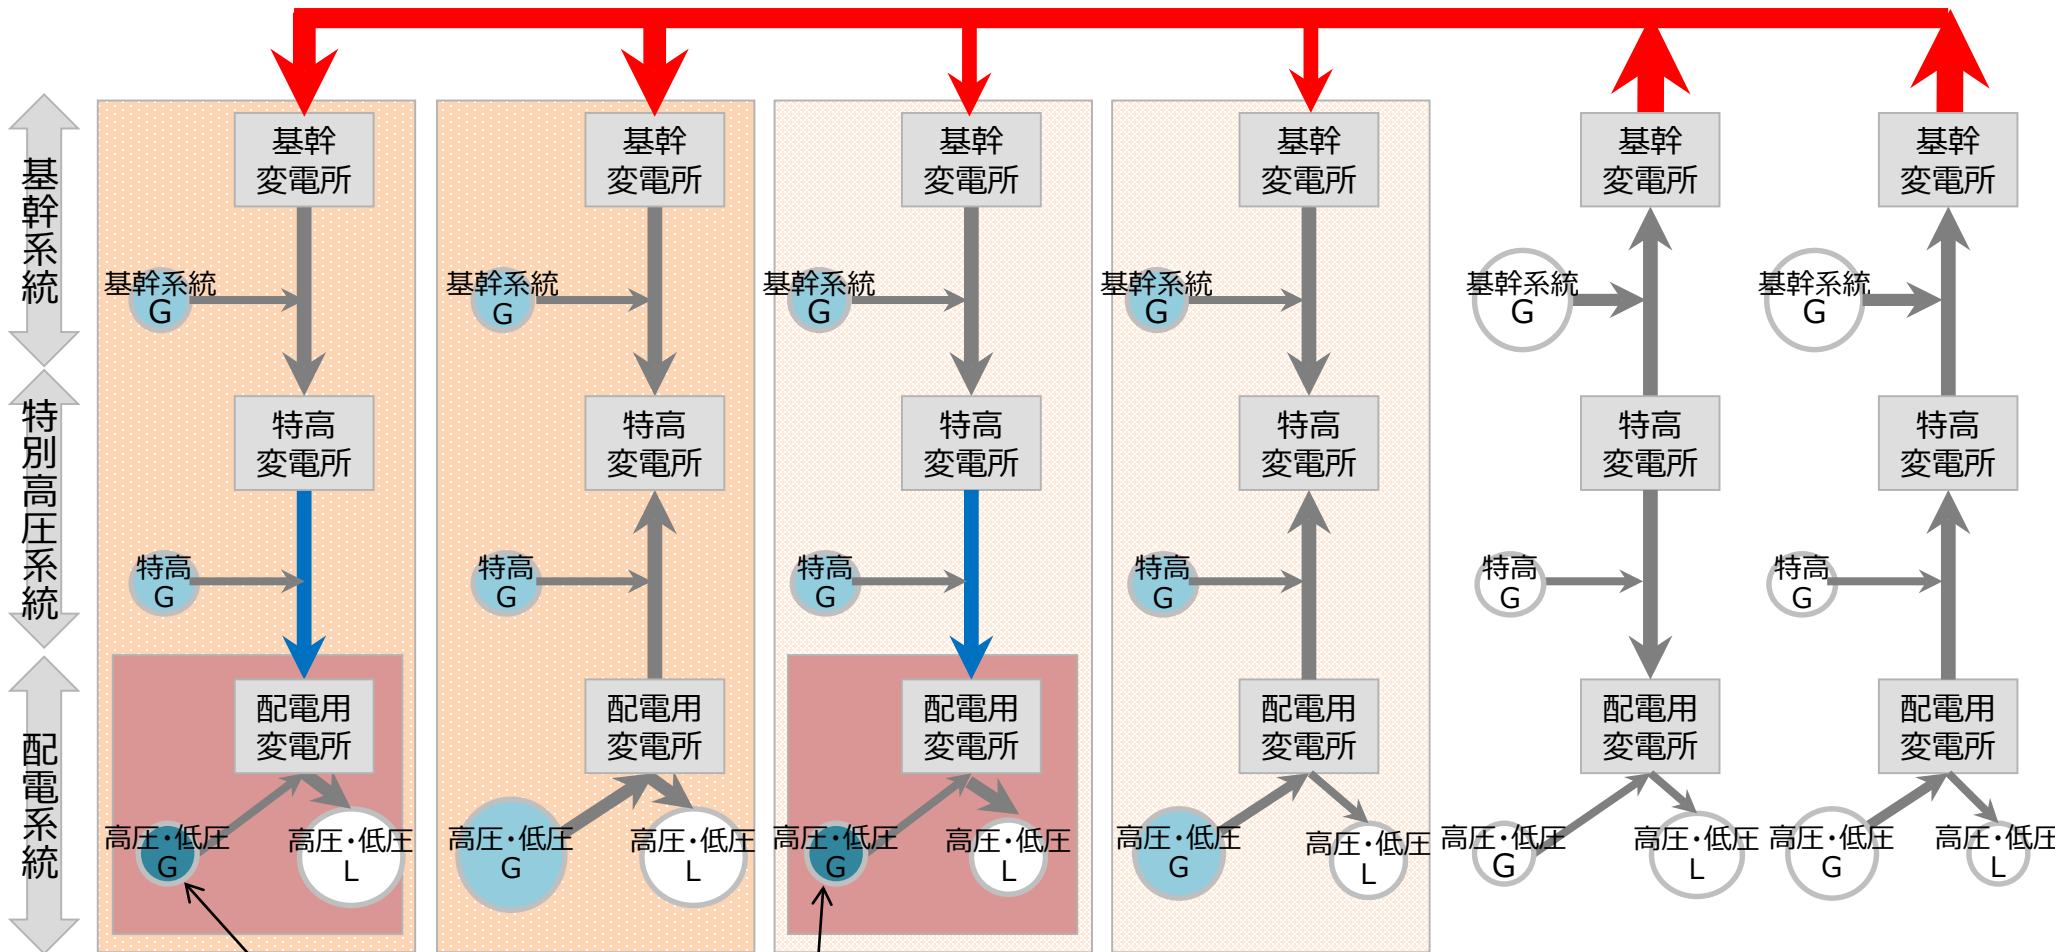 基幹系統
特別高圧系統
配電系統
基幹
変電所
基幹系統
G
特高
変電所
特高
G
配電用
変電所
高圧・低圧
G
高圧・低圧
L
基幹
変電所
基幹系統
G
特高
変電所
特高
G
配電用
変電所
高圧・低圧
G
高圧・低圧
L
基幹
変電所
基幹系統
G
特高
変電所
特高
G
配電用
変電所
高圧・低圧
G
高圧・低圧
L
基幹
変電所
基幹系統
G
特高
変電所
特高
G
配電用
変電所
高圧・低圧
G
高圧・低圧
L
基幹
変電所
基幹系統
G
特高
変電所
特高
G
配電用
変電所
高圧・低圧
G
高圧・低圧
L
基幹
変電所
基幹系統
G
特高
変電所
特高
G
配電用
変電所
高圧・低圧
G
高圧・低圧
L